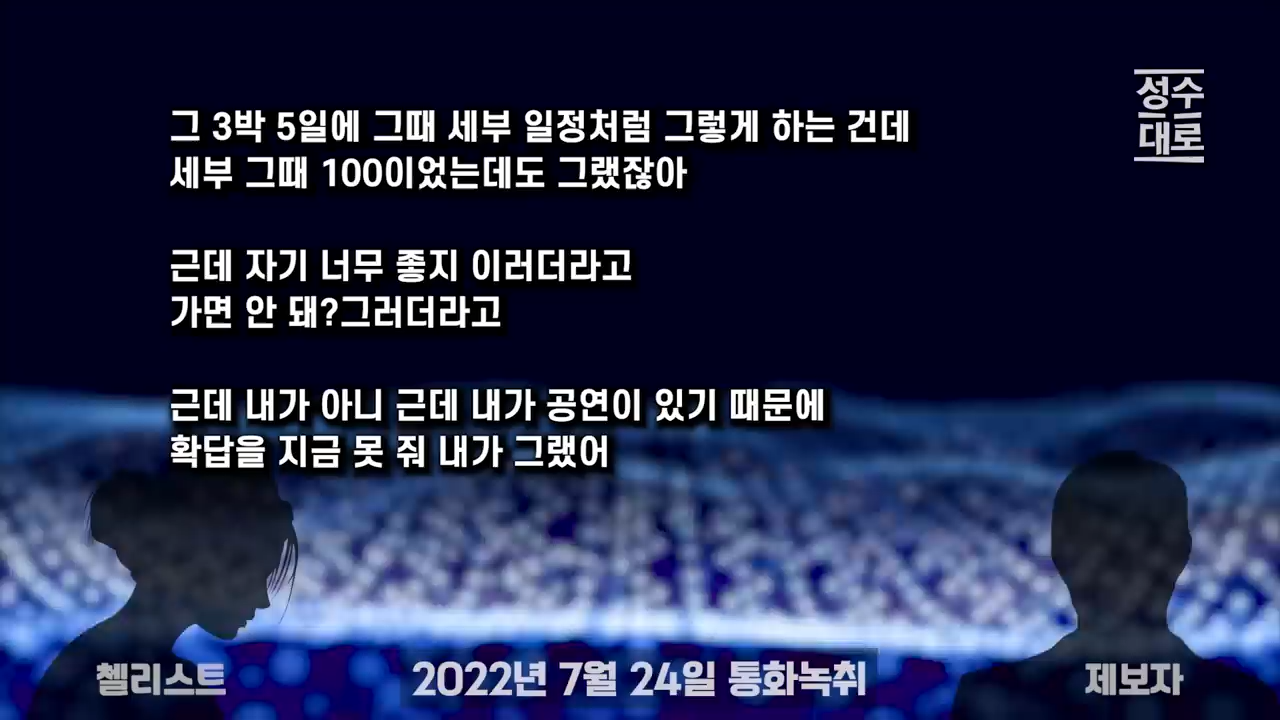 성수
대로
그 3박 5일에 그때 세부 일정처럼 그렇게 하는 건데
세부 그때 100이었는데도 그랬잖아
근데 자기 너무 좋지 이러더라고
가면 안 돼?그러더라고
근데 내가 아니 근데 내가 공연이 있기 때문에
확답을 지금 못 줘 내가 그랬어
첼리스트
2022년 7월 24일 통화녹취
제보자